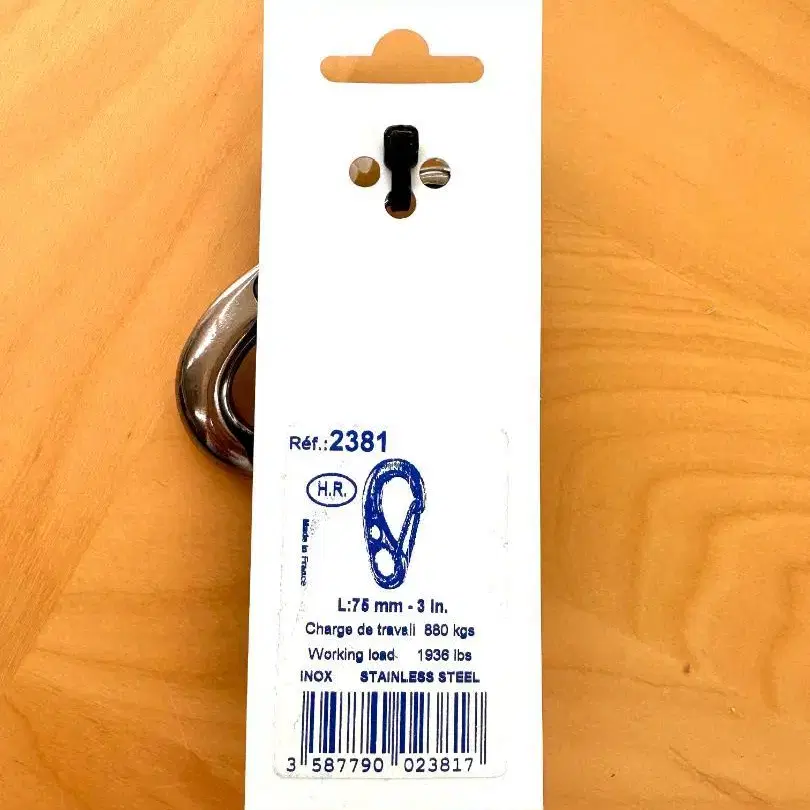 Réf.:2381
H.R.
Made in France
L:75 mm - 3 In.
Charge de travail 880 kgs
Working load 1936 lbs
INOX STAINLESS STEEL
3 587790 023817